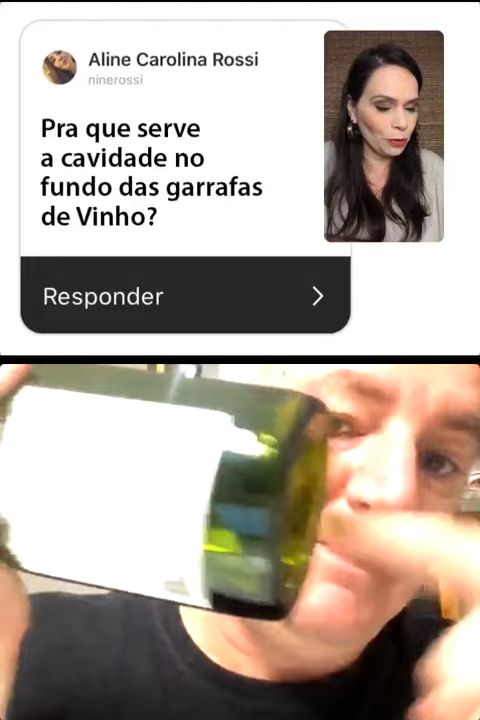 Aline Carolina Rossi
ninerossi
Pra que serve
a cavidade no
fundo das garrafas
de Vinho?
Responder